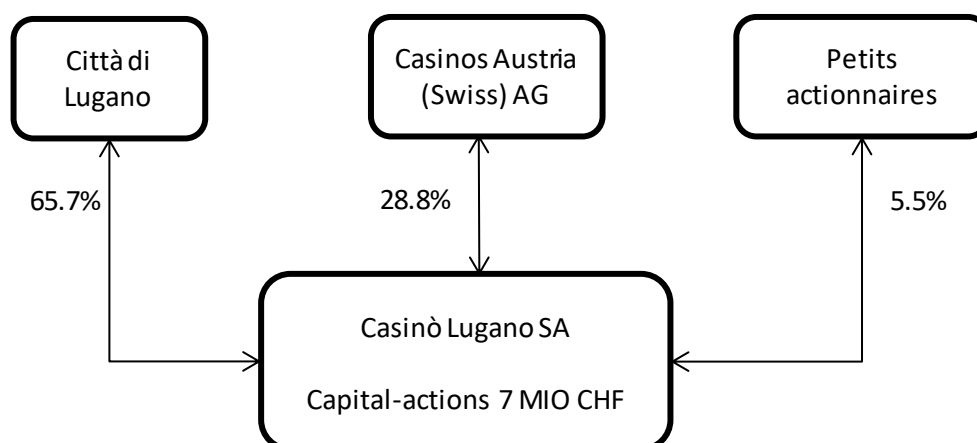 Città di
Lugano
Casinos Austria
(Swiss) AG
Petits
actionnaires
65.7%
28.8%
5.5%
Casinò Lugano SA
Capital-actions 7 MIO CHF